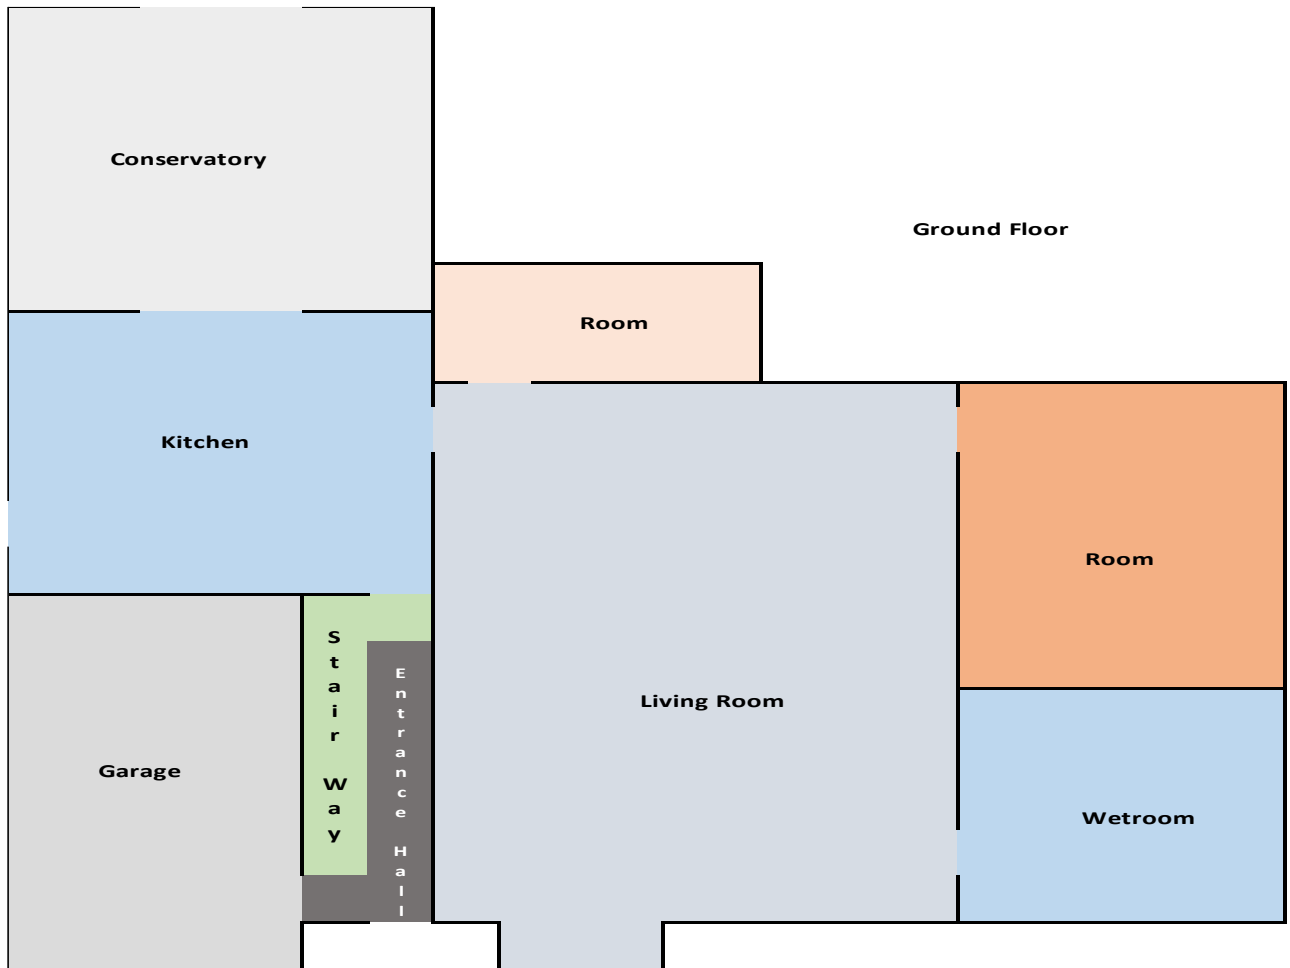 Conservatory
Ground Floor
Room
Kitchen
Room
Stair Way
Entrance Hall
Living Room
Garage
Wetroom